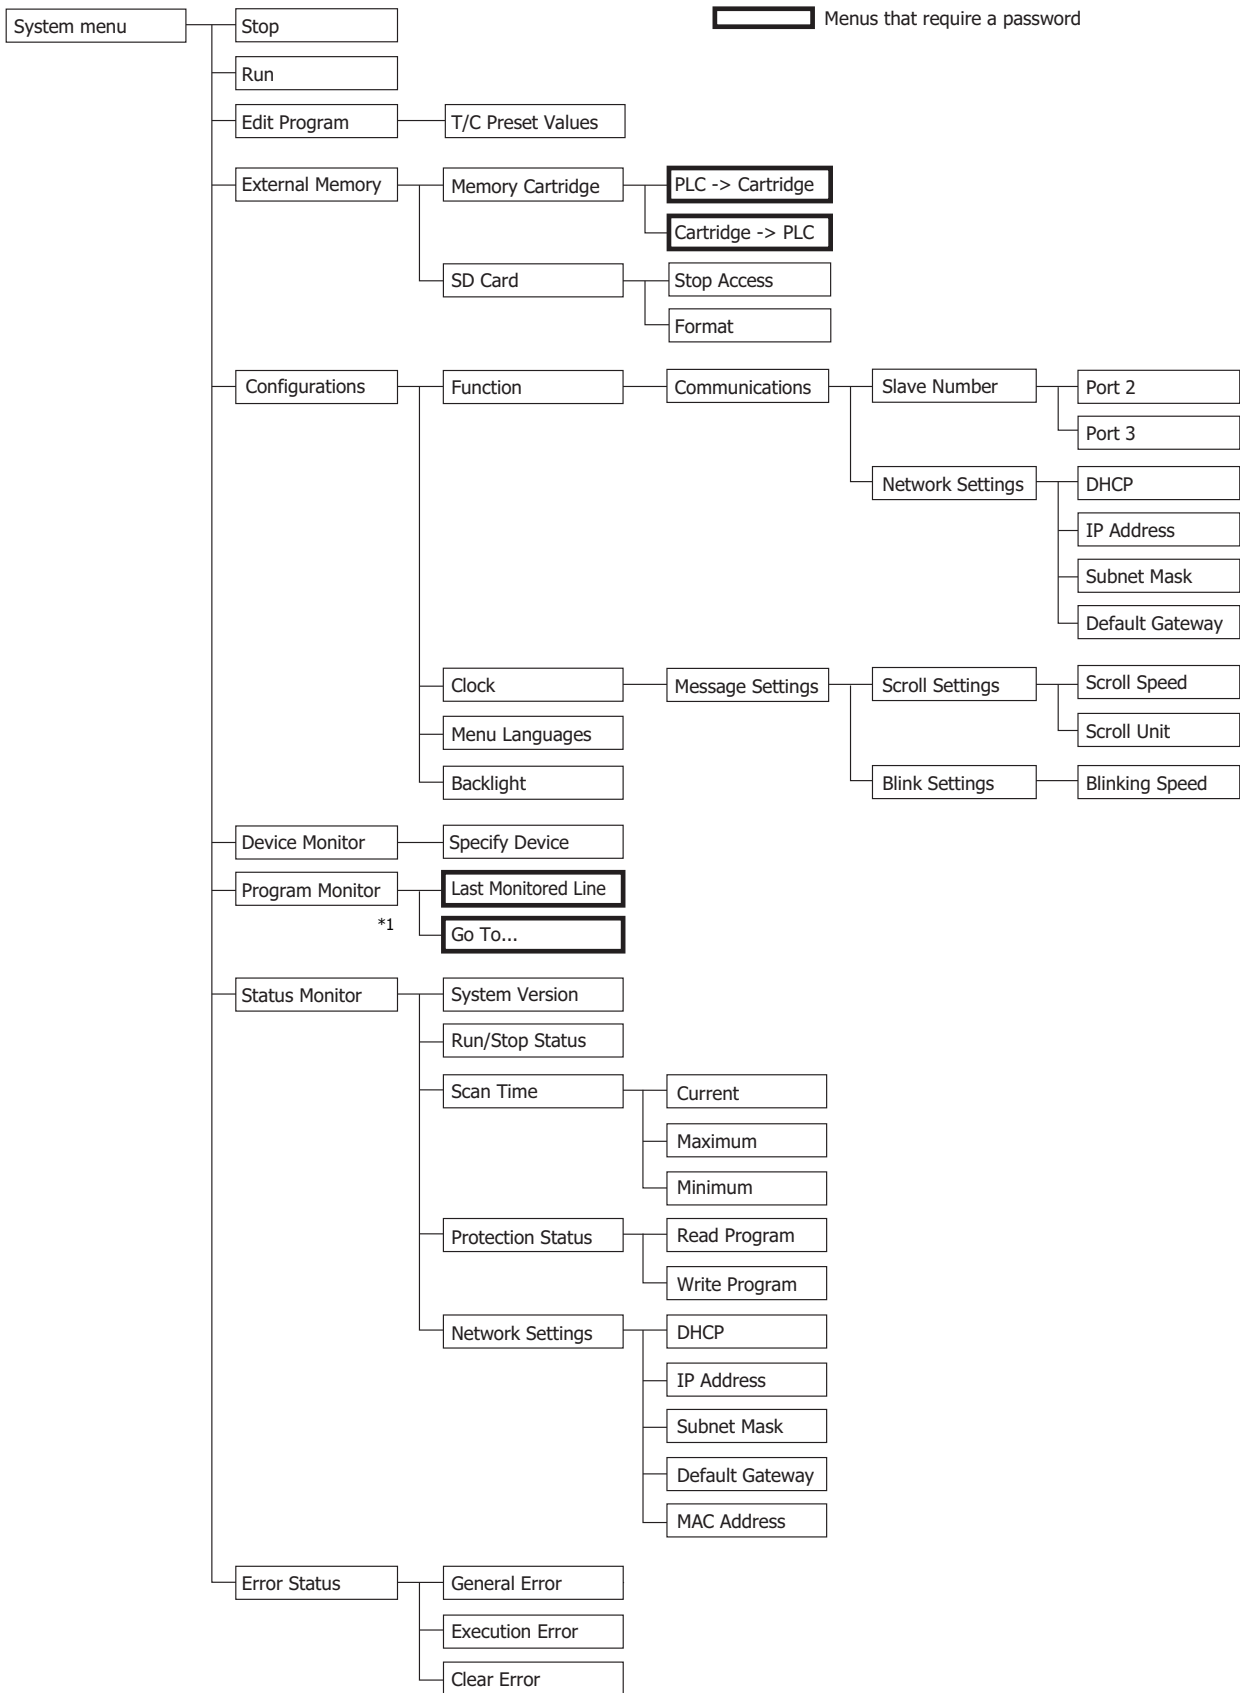 System menu
Stop
Menus that require a password
Run
Edit Program
T/C Preset Values
External Memory
Memory Cartridge
PLC -> Cartridge
Cartridge -> PLC
SD Card
Stop Access
Format
Configurations
Function
Communications
Slave Number
Port 2
Port 3
Network Settings
DHCP
IP Address
Subnet Mask
Default Gateway
Clock
Message Settings
Scroll Settings
Scroll Speed
Scroll Unit
Menu Languages
Backlight
Blink Settings
Blinking Speed
Device Monitor
Specify Device
Program Monitor
*1
Last Monitored Line
Go To...
Status Monitor
System Version
Run/Stop Status
Scan Time
Current
Maximum
Minimum
Protection Status
Read Program
Write Program
Network Settings
DHCP
IP Address
Subnet Mask
Default Gateway
MAC Address
Error Status
General Error
Execution Error
Clear Error